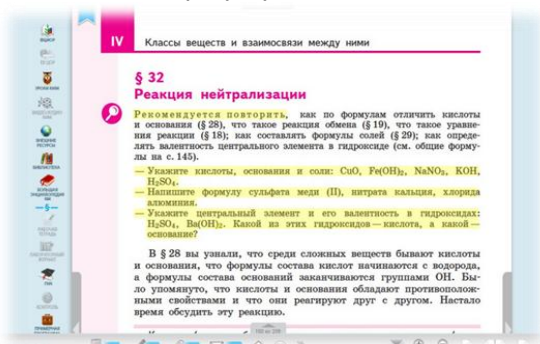 IV
Классы веществ и взаимосвязи между ними
§ 32
Реакция нейтрализации
Рекомендуется повторить, как по формулам отличить кислоты
и основания (§ 28), что такое реакция обмена (§ 19), что такое уравне-
ния реакции (§ 18); как составлять формулы солей (§ 29); как опреде-
лять валентность центрального элемента в гидроксиде (см. общие форму-
лы на с. 145).
— Укажите кислоты, основания и соли: CuO, Fe(OH)₂, NaNO₃, KOH,
H₂SO₄.
— Напишите формулу сульфата меди (II), нитрата кальция, хлорида
алюминия.
— Укажите центральный элемент и его валентность в гидроксидах:
H₂SO₄, Ba(OH)₂. Какой из этих гидроксидов — кислота, а какой —
основание?
В § 28 вы узнали, что среди сложных веществ бывают кислоты
и основания, что формулы состава кислот начинаются с водорода,
а формулы состава оснований заканчиваются группами ОН. Бы-
ло упомянуто, что кислоты и основания обладают противополож-
ными свойствами и что они реагируют друг с другом. Настало
время обсудить эту реакцию.